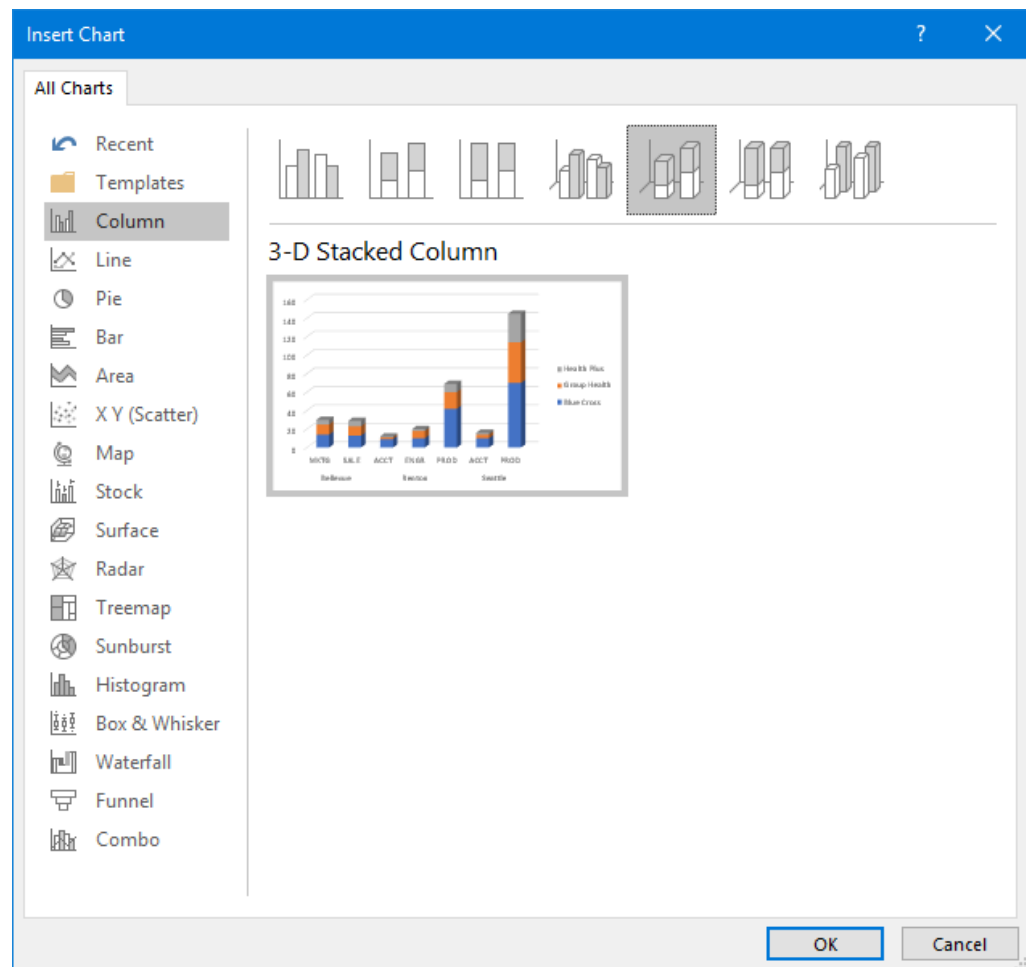 Insert Chart
?
All Charts
Recent
Templates
Column
Line
Pie
Bar
Area
X Y (Scatter)
Map
Stock
Surface
Radar
Treemap
Sunburst
Histogram
Box & Whisker
Waterfall
Funnel
Combo
3-D Stacked Column
160
140
120
100
80
60
40
20
0
MKTG SALE ACCT ENGR PROD ACCT PROD
Bellevue Renton Seattle
Health Plus
Group Health
Blue Cross
OK Cancel